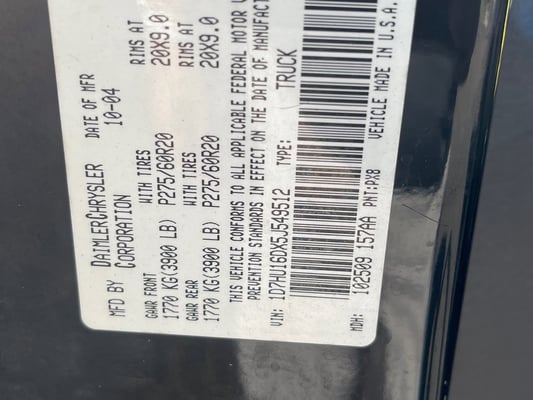 MFD BY DAIMLERCHRYSLER CORPORATION DATE OF MFR 10-04
GAWR FRONT WITH TIRES RIMS AT
1770 KG(3900 LB) P275/60R20 20X9.0
GAWR REAR WITH TIRES RIMS AT
1770 KG(3900 LB) P275/60R20 20X9.0
THIS VEHICLE CONFORMS TO ALL APPLICABLE FEDERAL MOTOR V
PREVENTION STANDARDS IN EFFECT ON THE DATE OF MANUFACT
VIN: 1D7HU16DX5J549512 TYPE: TRUCK
MDH: 102509 157AA PNT:PX8 VEHICLE MADE IN U.S.A.